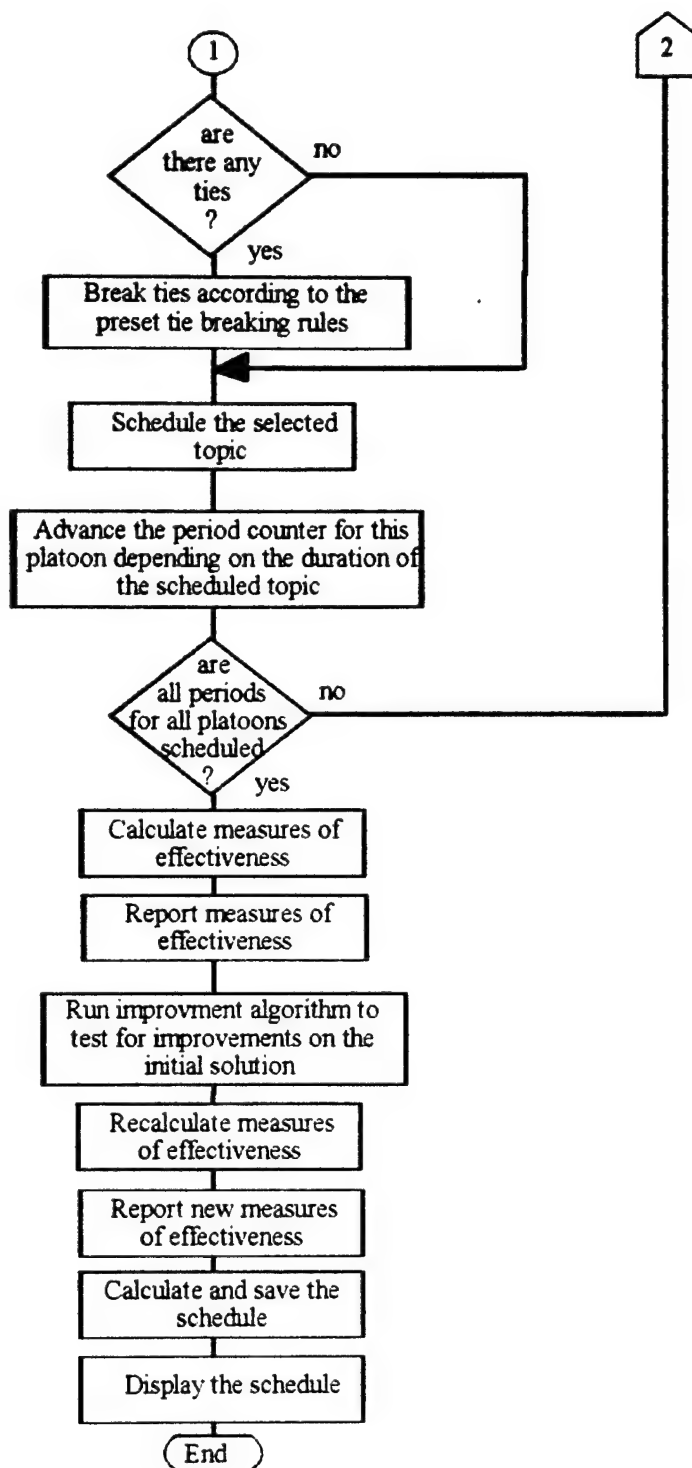 1
2
are
there any
ties
?
no
yes
Break ties according to the
preset tie breaking rules
Schedule the selected
topic
Advance the period counter for this
platoon depending on the duration of
the scheduled topic
are
all periods
for all platoons
scheduled
?
no
yes
Calculate measures of
effectiveness
Report measures of
effectiveness
Run improvment algorithm to
test for improvements on the
initial solution
Recalculate measures
of effectiveness
Report new measures
of effectiveness
Calculate and save the
schedule
Display the schedule
End